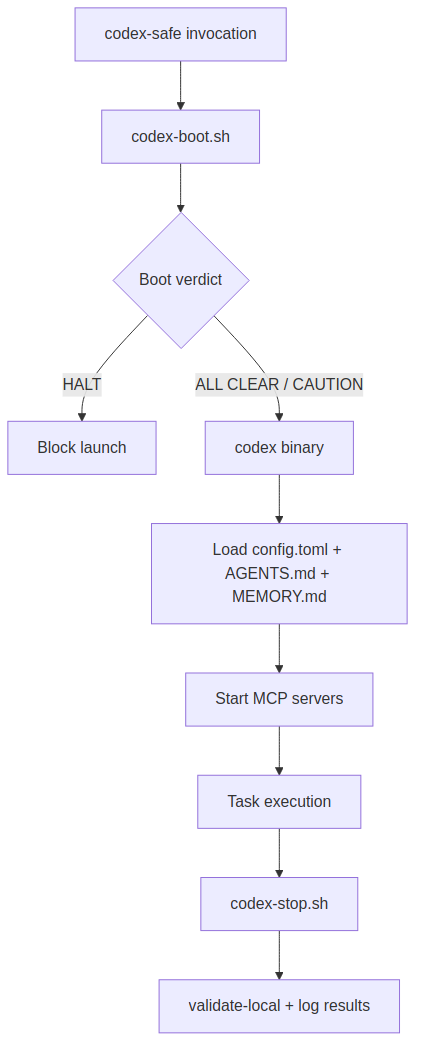 codex-safe invocation
codex-boot.sh
Boot verdict
HALT
ALL CLEAR / CAUTION
Block launch
codex binary
Load config.toml +
AGENTS.md +
MEMORY.md
Start MCP servers
Task execution
codex-stop.sh
validate-local + log results